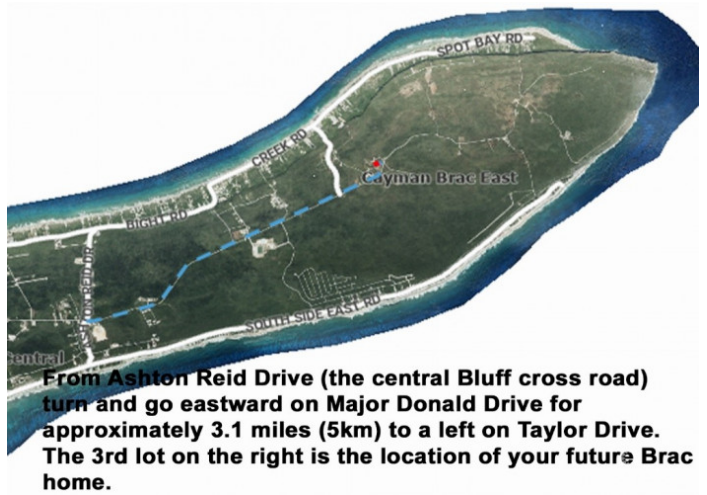 SPOT BAY RD
CREEK RD
Cayman Brac East
BIGHT RD
ASHTON REID DR
SOUTH SIDE EAST RD
Central
From Ashton Reid Drive (the central Bluff cross road)
turn and go eastward on Major Donald Drive for
approximately 3.1 miles (5km) to a left on Taylor Drive.
The 3rd lot on the right is the location of your future Brac
home.